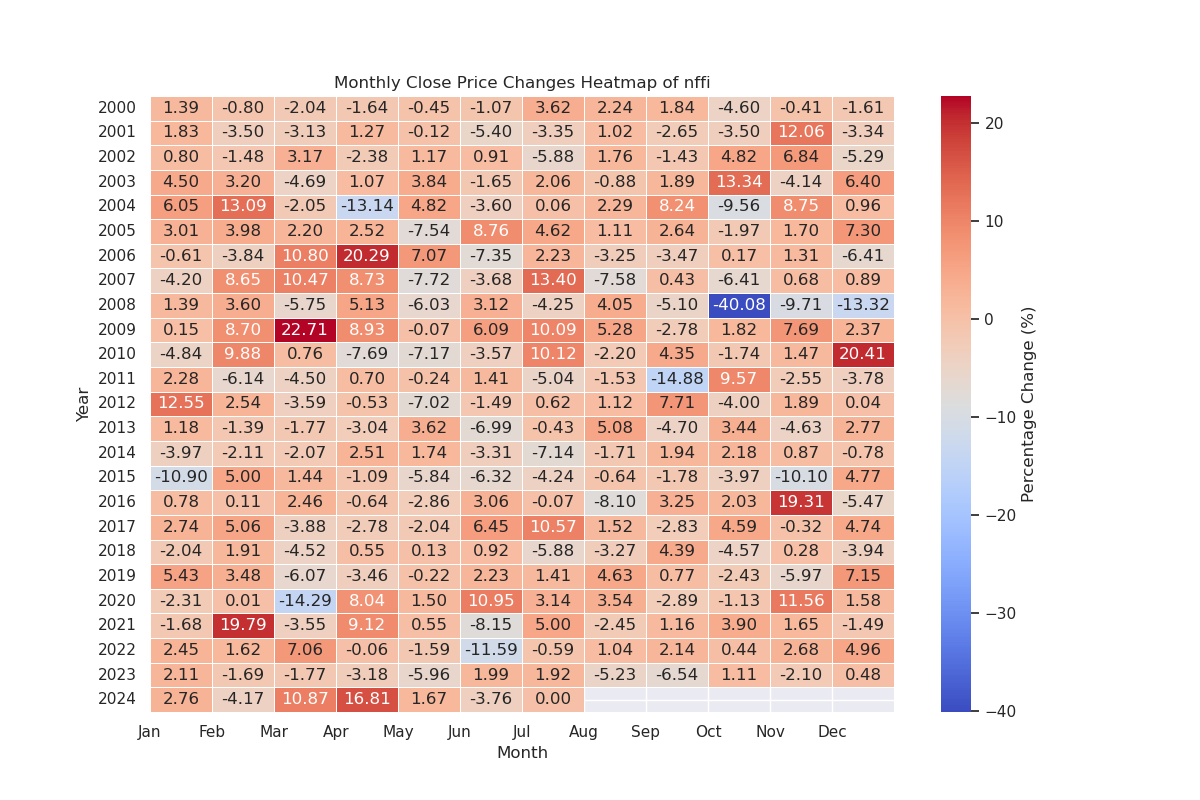 Monthly Close Price Changes Heatmap of nffi
2000 1.39 -0.80 -2.04 -1.64 -0.45 -1.07 3.62 2.24 1.84 -4.60 -0.41 -1.61
2001 1.83 -3.50 -3.13 1.27 -0.12 -5.40 -3.35 1.02 -2.65 -3.50 12.06 -3.34
2002 0.80 -1.48 3.17 -2.38 1.17 0.91 -5.88 1.76 -1.43 4.82 6.84 -5.29
2003 4.50 3.20 -4.69 1.07 3.84 -1.65 2.06 -0.88 1.89 13.34 -4.14 6.40
2004 6.05 13.09 -2.05 -13.14 4.82 -3.60 0.06 2.29 8.24 -9.56 8.75 0.96
2005 3.01 3.98 2.20 2.52 -7.54 8.76 4.62 1.11 2.64 -1.97 1.70 7.30
2006 -0.61 -3.84 10.80 20.29 7.07 -7.35 2.23 -3.25 -3.47 0.17 1.31 -6.41
2007 -4.20 8.65 10.47 8.73 -7.72 -3.68 13.40 -7.58 0.43 -6.41 0.68 0.89
2008 1.39 3.60 -5.75 5.13 -6.03 3.12 -4.25 4.05 -5.10 -40.08 -9.71 -13.32
2009 0.15 8.70 22.71 8.93 -0.07 6.09 10.09 5.28 -2.78 1.82 7.69 2.37
2010 -4.84 9.88 0.76 -7.69 -7.17 -3.57 10.12 -2.20 4.35 -1.74 1.47 20.41
2011 2.28 -6.14 -4.50 0.70 -0.24 1.41 -5.04 -1.53 -14.88 9.57 -2.55 -3.78
2012 12.55 2.54 -3.59 -0.53 -7.02 -1.49 0.62 1.12 7.71 -4.00 1.89 0.04
2013 1.18 -1.39 -1.77 -3.04 3.62 -6.99 -0.43 5.08 -4.70 3.44 -4.63 2.77
2014 -3.97 -2.11 -2.07 2.51 1.74 -3.31 -7.14 -1.71 1.94 2.18 0.87 -0.78
2015 -10.90 5.00 1.44 -1.09 -5.84 -6.32 -4.24 -0.64 -1.78 -3.97 -10.10 4.77
2016 0.78 0.11 2.46 -0.64 -2.86 3.06 -0.07 -8.10 3.25 2.03 19.31 -5.47
2017 2.74 5.06 -3.88 -2.78 -2.04 6.45 10.57 1.52 -2.83 4.59 -0.32 4.74
2018 -2.04 1.91 -4.52 0.55 0.13 0.92 -5.88 -3.27 4.39 -4.57 0.28 -3.94
2019 5.43 3.48 -6.07 -3.46 -0.22 2.23 1.41 4.63 0.77 -2.43 -5.97 7.15
2020 -2.31 0.01 -14.29 8.04 1.50 10.95 3.14 3.54 -2.89 -1.13 11.56 1.58
2021 -1.68 19.79 -3.55 9.12 0.55 -8.15 5.00 -2.45 1.16 3.90 1.65 -1.49
2022 2.45 1.62 7.06 -0.06 -1.59 -11.59 -0.59 1.04 2.14 0.44 2.68 4.96
2023 2.11 -1.69 -1.77 -3.18 -5.96 1.99 1.92 -5.23 -6.54 1.11 -2.10 0.48
2024 2.76 -4.17 10.87 16.81 1.67 -3.76 0.00
Jan Feb Mar Apr May Jun Jul Aug Sep Oct Nov Dec
Month
Year
20
10
0
−10
−20
−30
−40
Percentage Change (%)